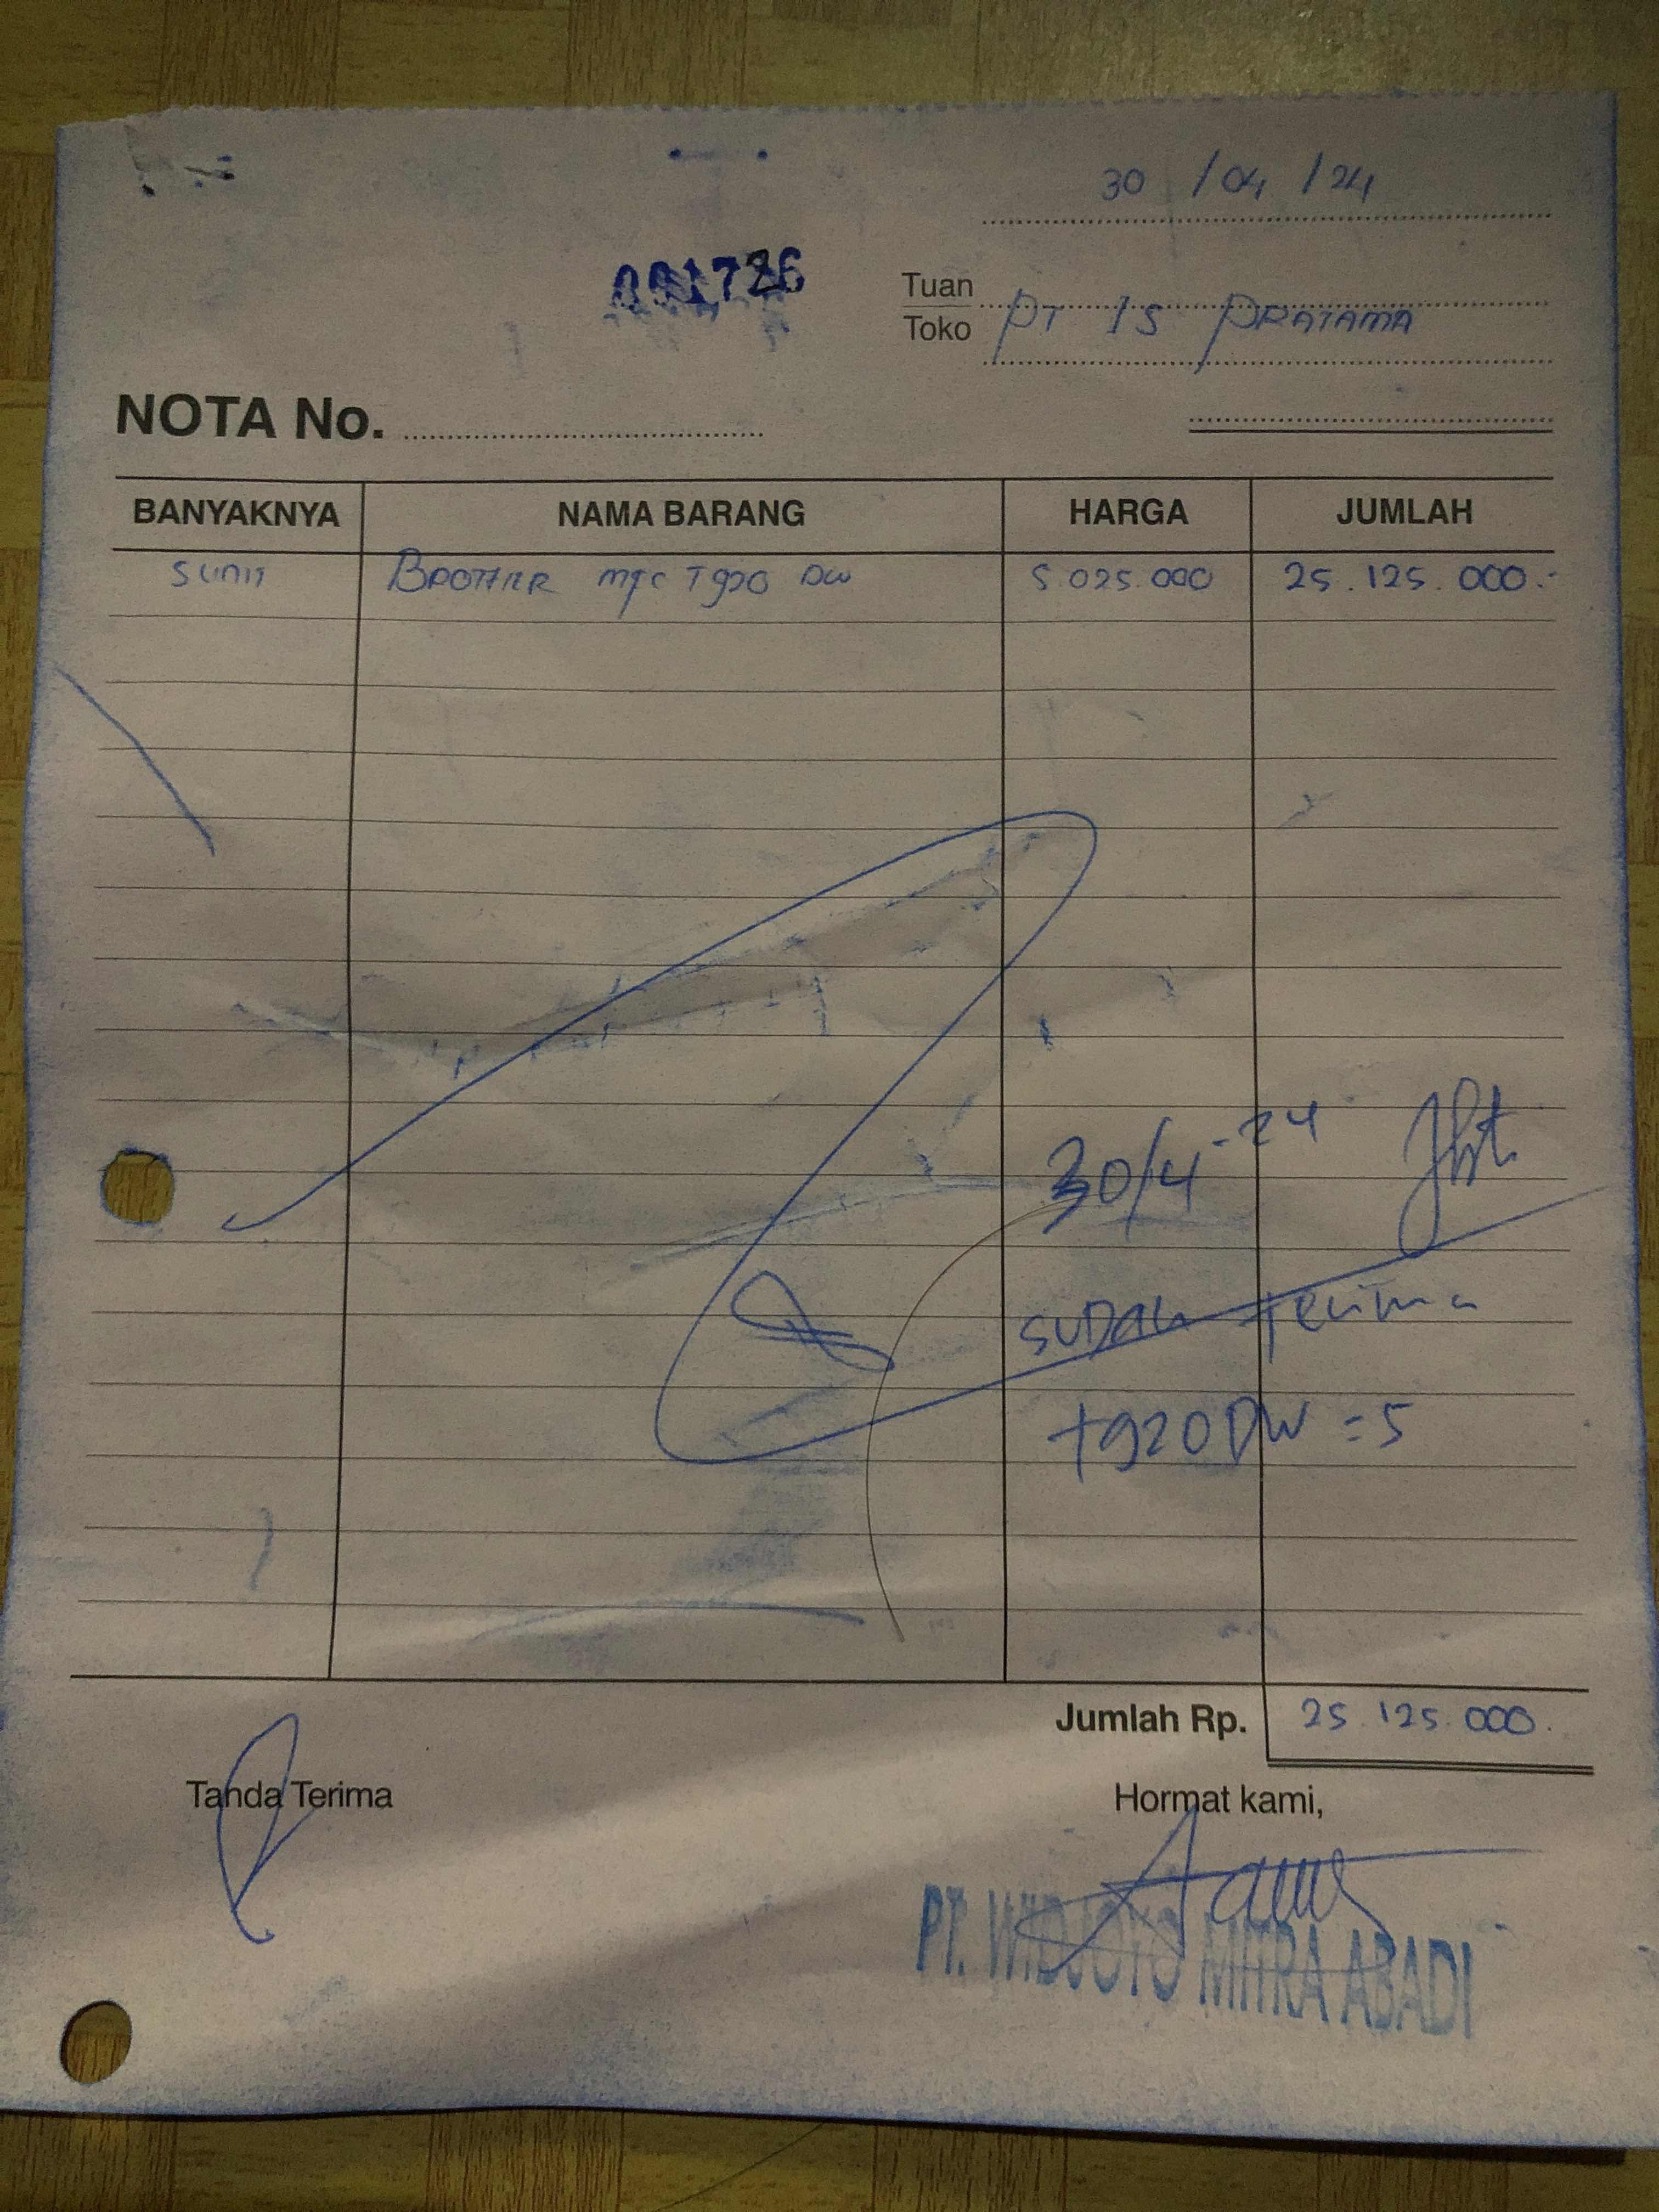 30 / 04 / 24
Tuan
Toko PT IS PRATAMA
NOTA No.
BANYAKNYA NAMA BARANG HARGA JUMLAH
5 unit BROTHER mfc T920 DW 5.025.000 25.125.000.-
30/4-24
SUDAH Terima
T920DW = 5
Jumlah Rp. 25.125.000.
Tanda Terima Hormat kami,
PT. WIDJOYO MITRA ABADI